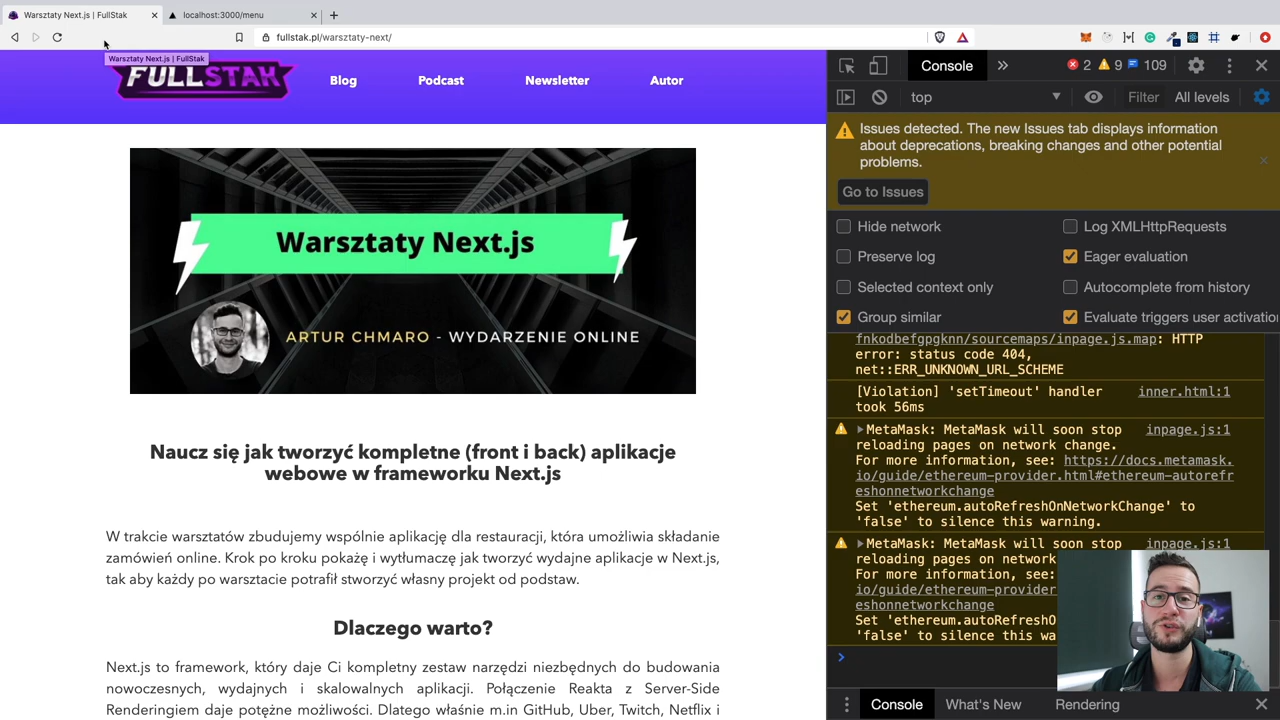 Warsztaty Next.js | FullStak
localhost:3000/menu
fullstak.pl/warsztaty-next/
Warsztaty Next.js | FullStak
FULLSTAK
Blog
Podcast
Newsletter
Autor
Warsztaty Next.js
ARTUR CHMARO - WYDARZENIE ONLINE
Naucz się jak tworzyć kompletne (front i back) aplikacje
webowe w frameworku Next.js
W trakcie warsztatów zbudujemy wspólnie aplikację dla restauracji, która umożliwia składanie
zamówień online. Krok po kroku pokażę i wytłumaczę jak tworzyć wydajne aplikacje w Next.js,
tak aby każdy po warsztacie potrafił stworzyć własny projekt od podstaw.
Dlaczego warto?
Next.js to framework, który daje Ci kompletny zestaw narzędzi niezbędnych do budowania
nowoczesnych, wydajnych i skalowalnych aplikacji. Połączenie Reakta z Server-Side
Renderingiem daje potężne możliwości. Dlatego właśnie m.in GitHub, Uber, Twitch, Netflix i
Console
2
9
109
top
Filter
All levels
Issues detected. The new Issues tab displays information
about deprecations, breaking changes and other potential
problems.
Go to Issues
Hide network
Log XMLHttpRequests
Preserve log
Eager evaluation
Selected context only
Autocomplete from history
Group similar
Evaluate triggers user activatio
fnkodbefgpgknn/sourcemaps/inpage.js.map: HTTP
error: status code 404,
net::ERR_UNKNOWN_URL_SCHEME
[Violation] 'setTimeout' handler inner.html:1
took 56ms
MetaMask: MetaMask will soon stop inpage.js:1
reloading pages on network change.
For more information, see: https://docs.metamask.
io/guide/ethereum-provider.html#ethereum-autorefr
eshonnetworkchange
Set 'ethereum.autoRefreshOnNetworkChange' to
'false' to silence this warning.
MetaMask: MetaMask will soon stop inpage.js:1
reloading pages on network change.
For more information, see:
io/guide/ethereum-provider
eshonnetworkchange
Set 'ethereum.autoRefreshO
'false' to silence this wa
Console
What's New
Rendering